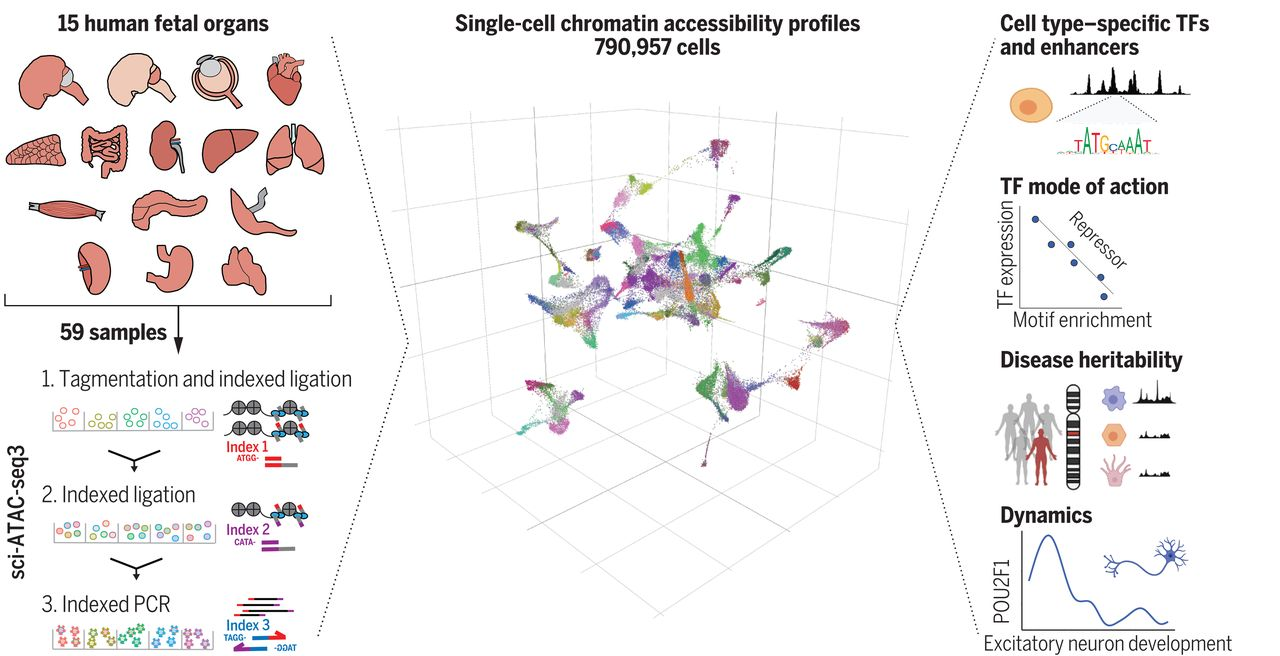 15 human fetal organs
59 samples
sci-ATAC-seq3
1. Tagmentation and indexed ligation
Index 1
ATGG-
2. Indexed ligation
Index 2
CATA-
3. Indexed PCR
Index 3
TAGG-
-GGAT
Single-cell chromatin accessibility profiles
790,957 cells
Cell type–specific TFs
and enhancers
TATGCAAAT
TF mode of action
TF expression
Repressor
Motif enrichment
Disease heritability
Dynamics
POU2F1
Excitatory neuron development